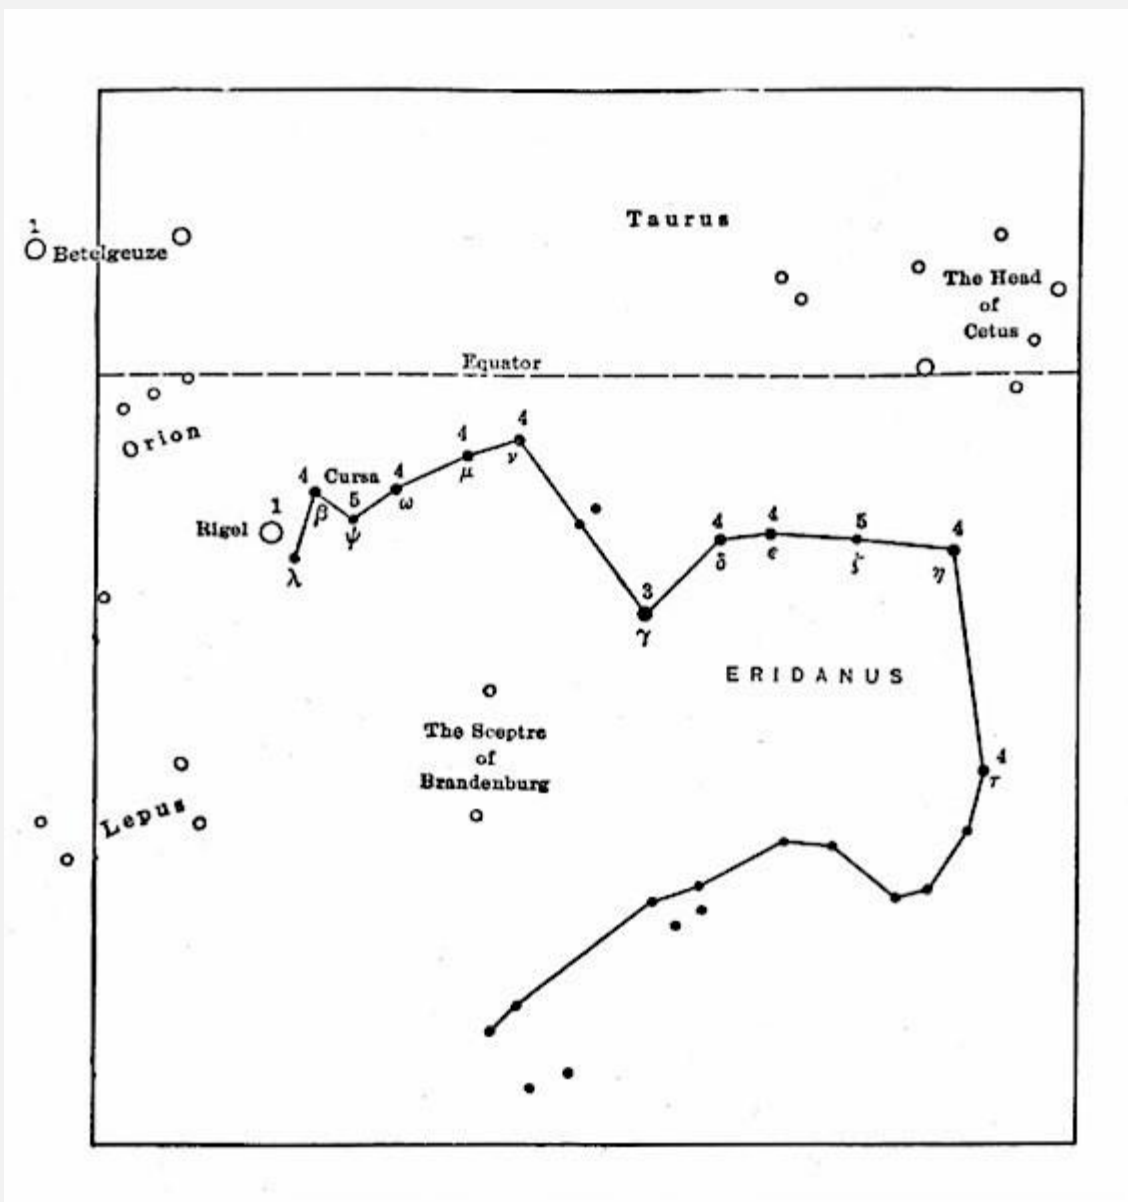 Taurus
1
Betelgeuze
The Head
of
Cetus
Equator
Orion
4
4
4
Cursa
4
5
1
Rigel
β
ψ
ω
μ
ν
λ
4
4
5
4
δ
ϵ
ζ
η
3
γ
ERIDANUS
The Sceptre
of
Brandenburg
4
τ
Lepus